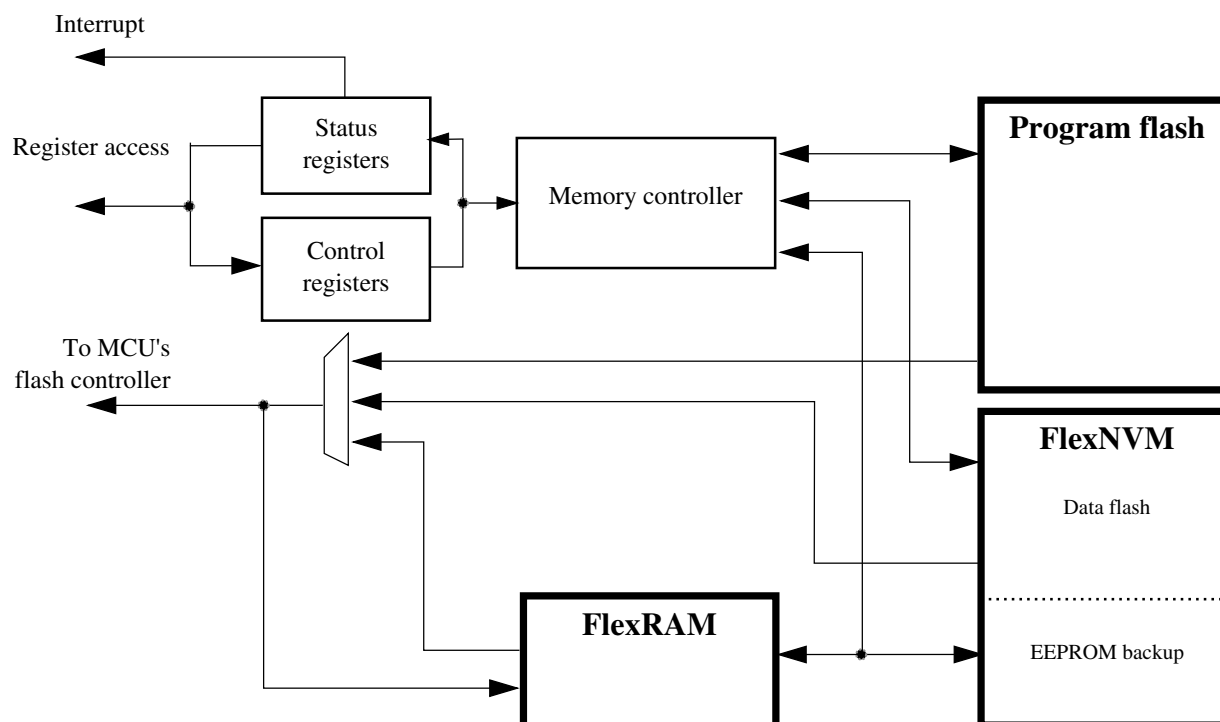 Interrupt
Register access
Status
registers
Control
registers
Memory controller
Program flash
To MCU's
flash controller
FlexNVM
Data flash
EEPROM backup
FlexRAM